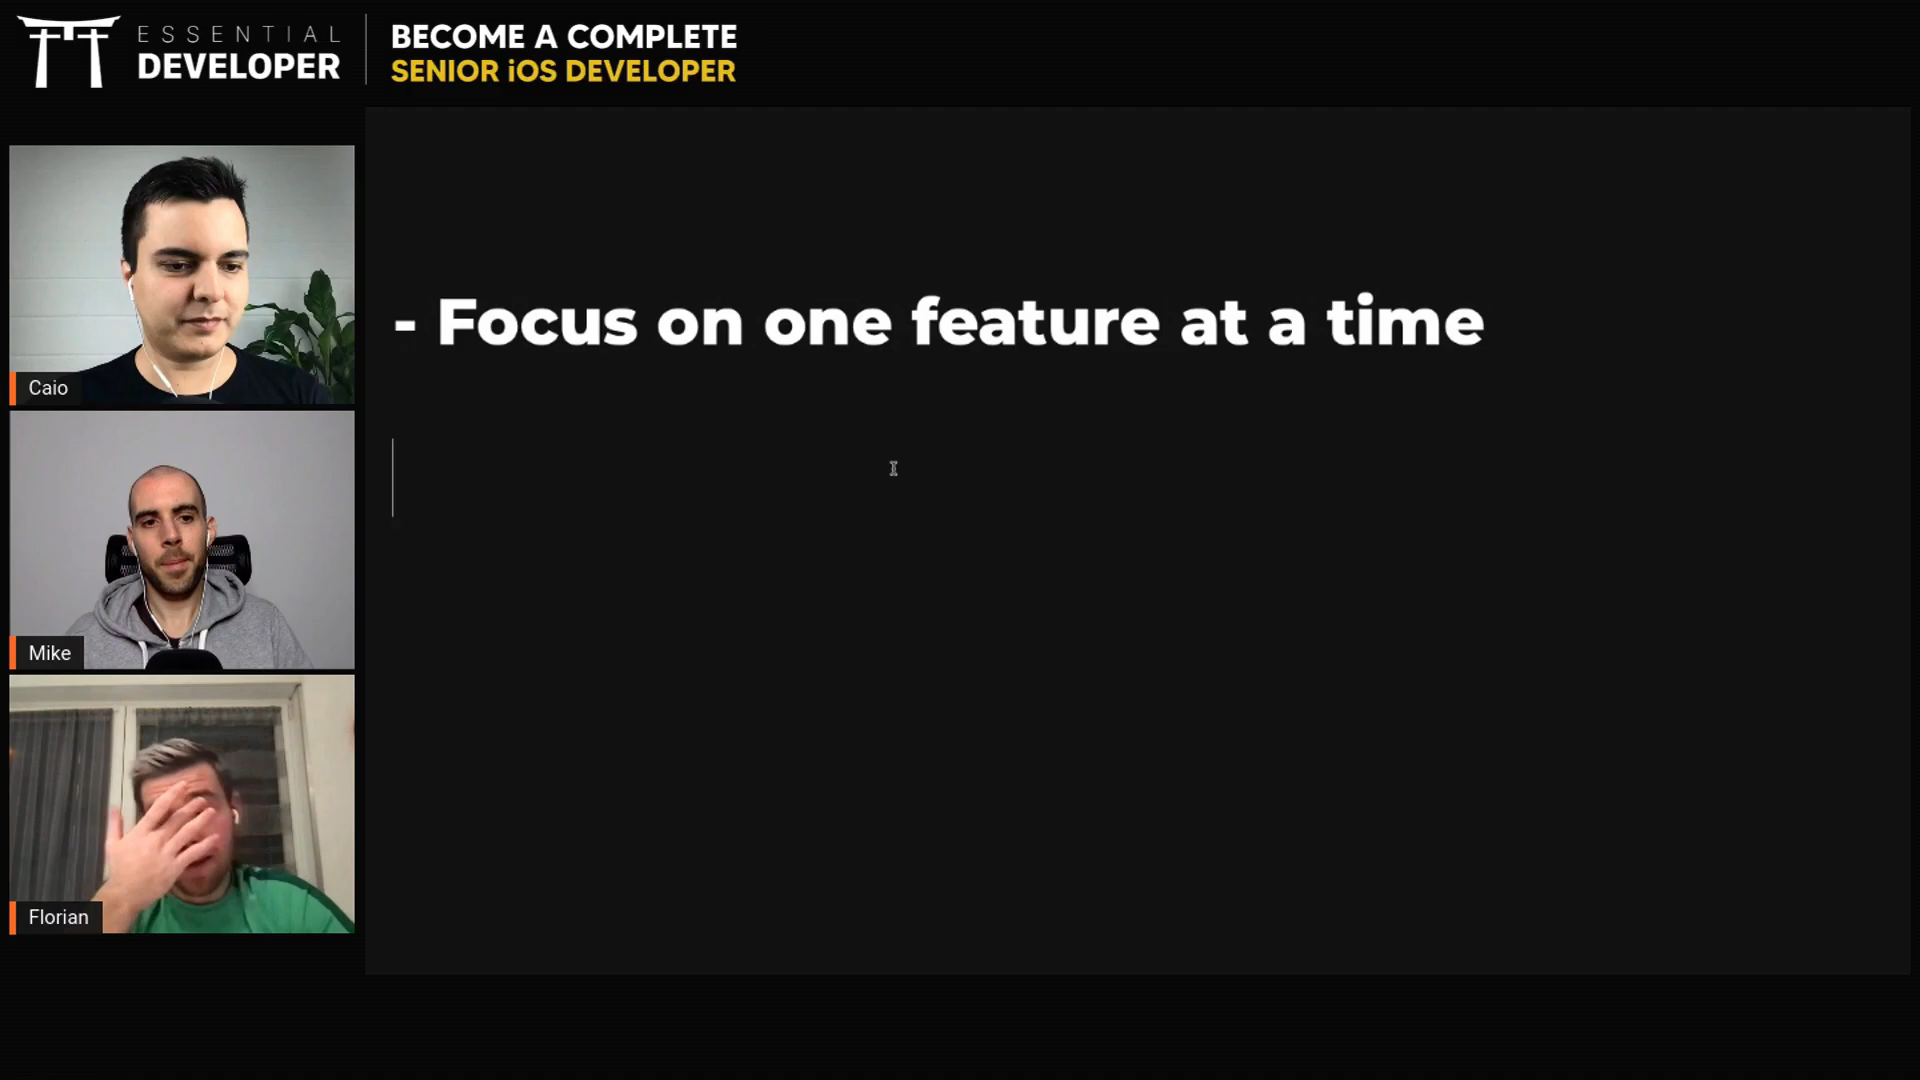 ESSENTIAL
DEVELOPER
BECOME A COMPLETE
SENIOR iOS DEVELOPER
- Focus on one feature at a time
Caio
Mike
Florian